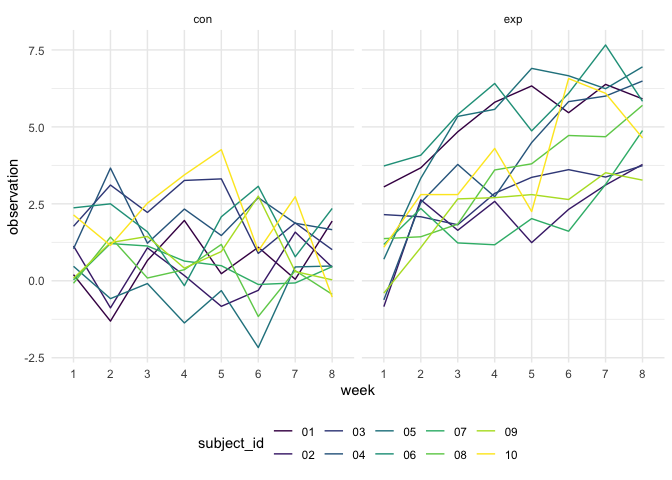 con exp
7.5
5.0
2.5
0.0
-2.5
observation
1 2 3 4 5 6 7 8 1 2 3 4 5 6 7 8
week
subject_id
01 03 05 07 09
02 04 06 08 10